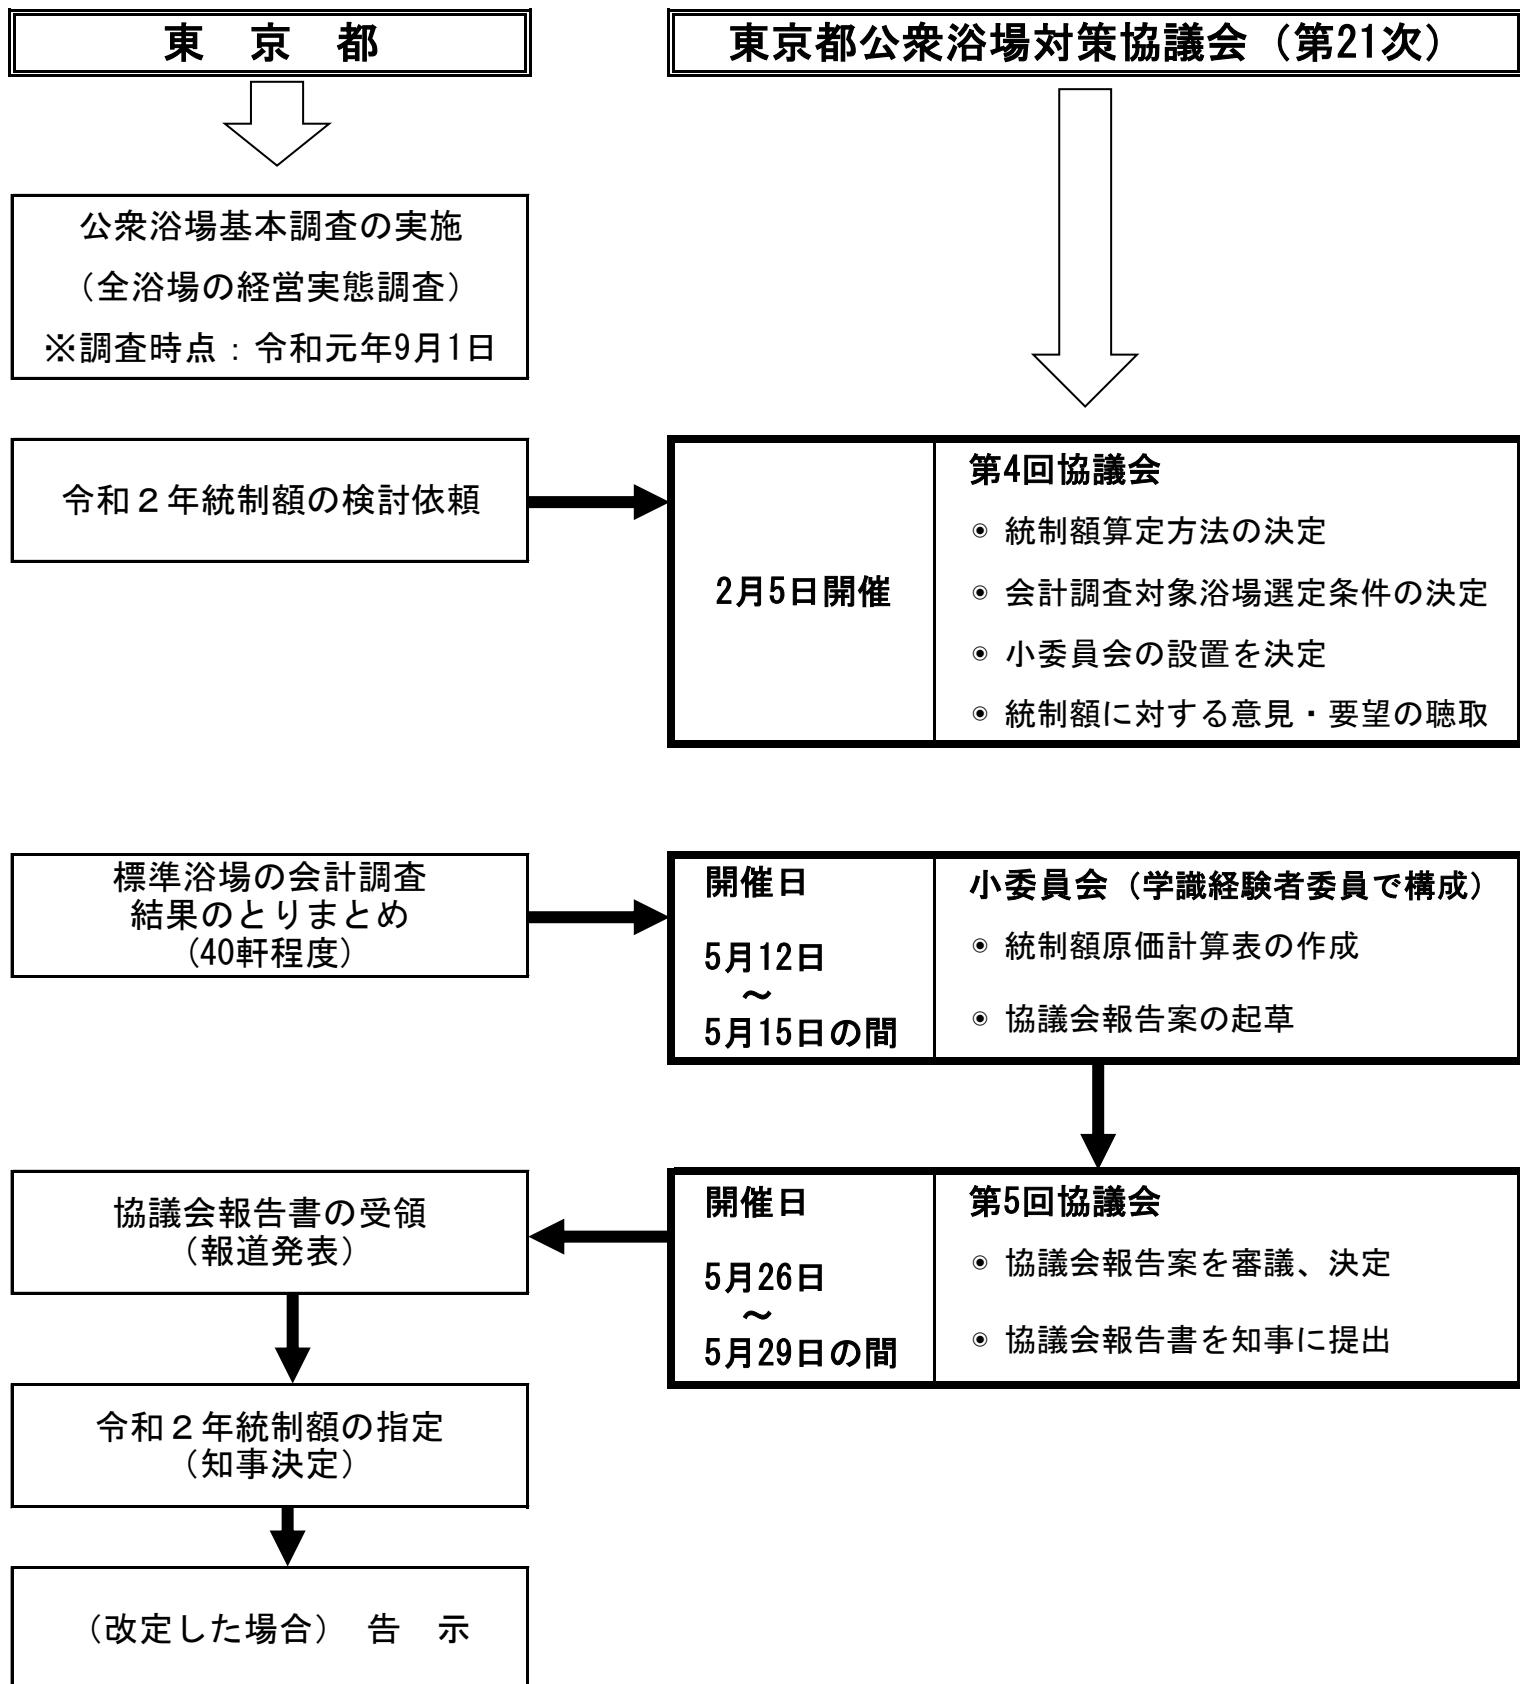 東　京　都
東京都公衆浴場対策協議会（第21次）
公衆浴場基本調査の実施
（全浴場の経営実態調査）
※調査時点：令和元年9月1日
令和２年統制額の検討依頼
2月5日開催
第4回協議会
◉ 統制額算定方法の決定
◉ 会計調査対象浴場選定条件の決定
◉ 小委員会の設置を決定
◉ 統制額に対する意見・要望の聴取
標準浴場の会計調査
結果のとりまとめ
(40軒程度)
開催日
5月12日
～
5月15日の間
小委員会（学識経験者委員で構成）
◉ 統制額原価計算表の作成
◉ 協議会報告案の起草
協議会報告書の受領
（報道発表）
開催日
5月26日
～
5月29日の間
第5回協議会
◉ 協議会報告案を審議、決定
◉ 協議会報告書を知事に提出
令和２年統制額の指定
（知事決定）
（改定した場合）　告　示